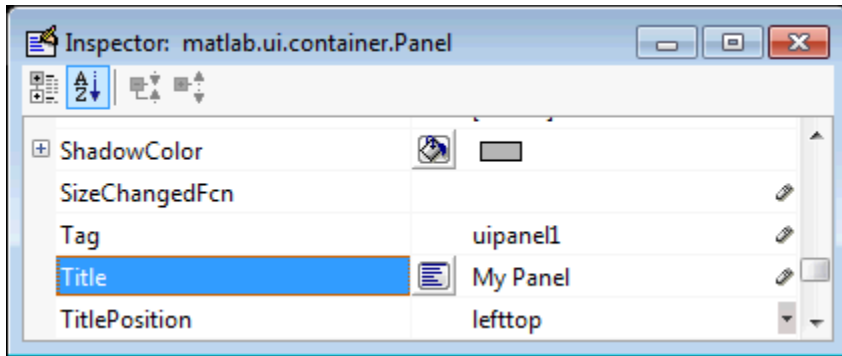 Inspector: matlab.ui.container.Panel
A
Z
ShadowColor
SizeChangedFcn
Tag uipanel1
Title My Panel
TitlePosition lefttop